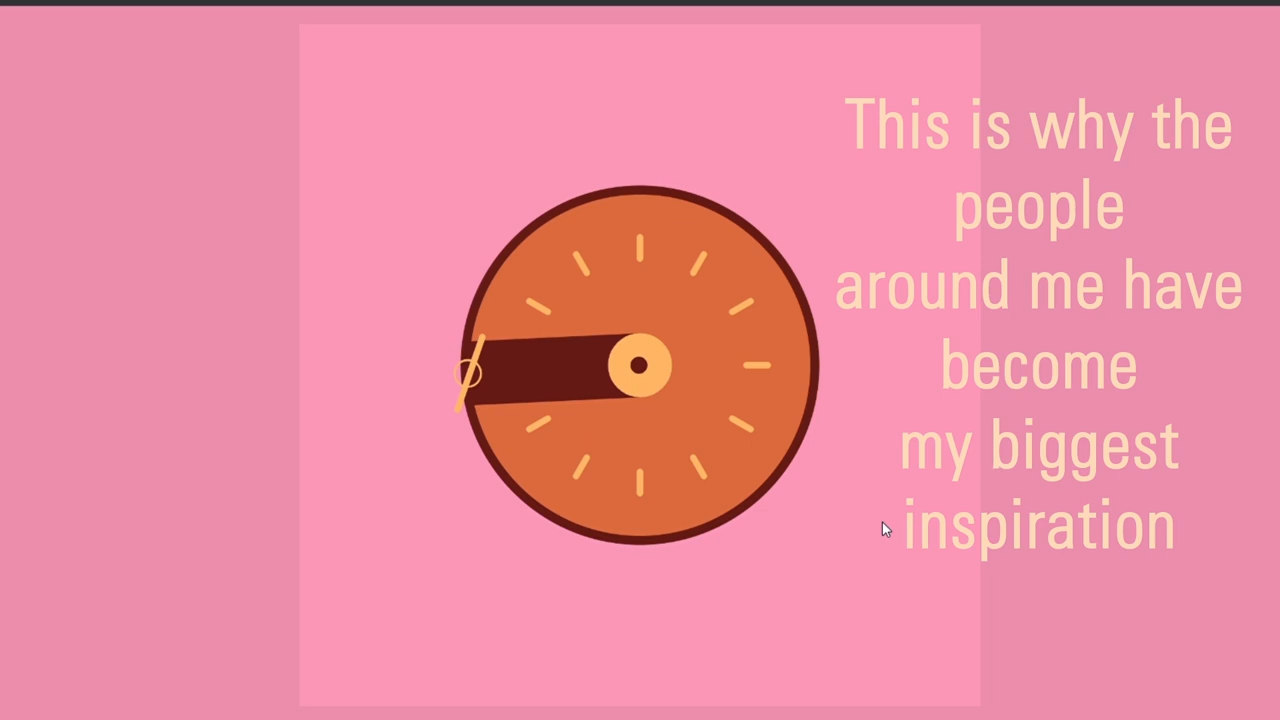 This is why the
people
around me have
become
my biggest
inspiration